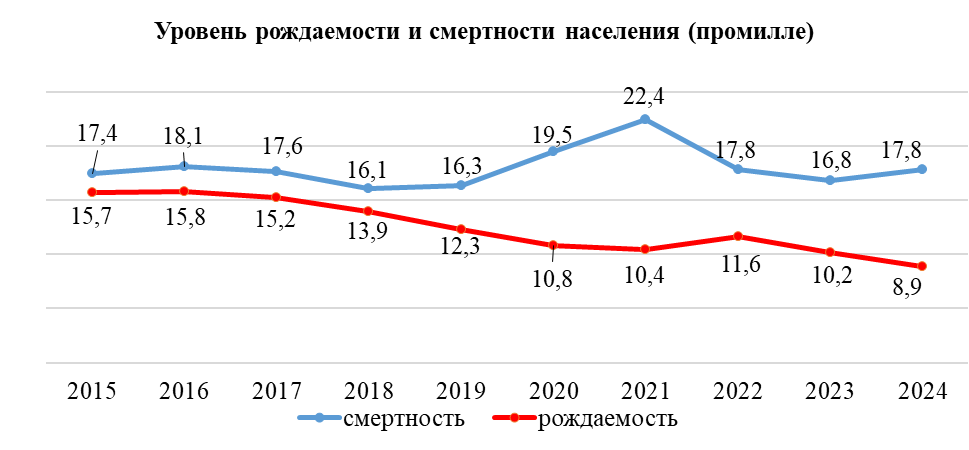 Уровень рождаемости и смертности населения (промилле)
17,4 18,1 17,6 16,1 16,3 19,5 22,4 17,8 16,8 17,8
15,7 15,8 15,2 13,9 12,3 10,8 10,4 11,6 10,2 8,9
2015 2016 2017 2018 2019 2020 2021 2022 2023 2024
смертность рождаемость